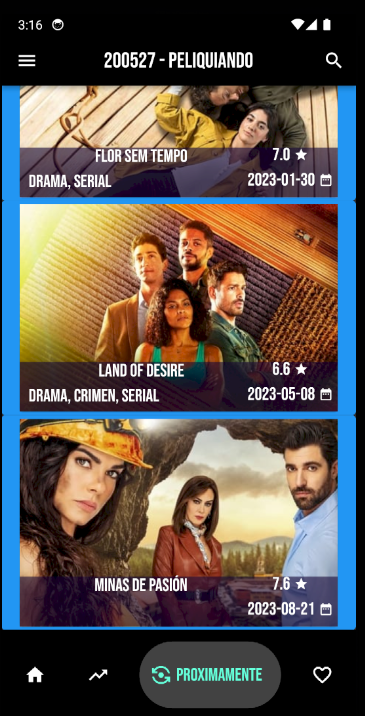 3:16
200527 - PELIQUIANDO
FLOR SEM TEMPO
7.0
DRAMA, SERIAL
2023-01-30
LAND OF DESIRE
6.6
DRAMA, CRIMEN, SERIAL
2023-05-08
MINAS DE PASIÓN
7.6
2023-08-21
PROXIMAMENTE